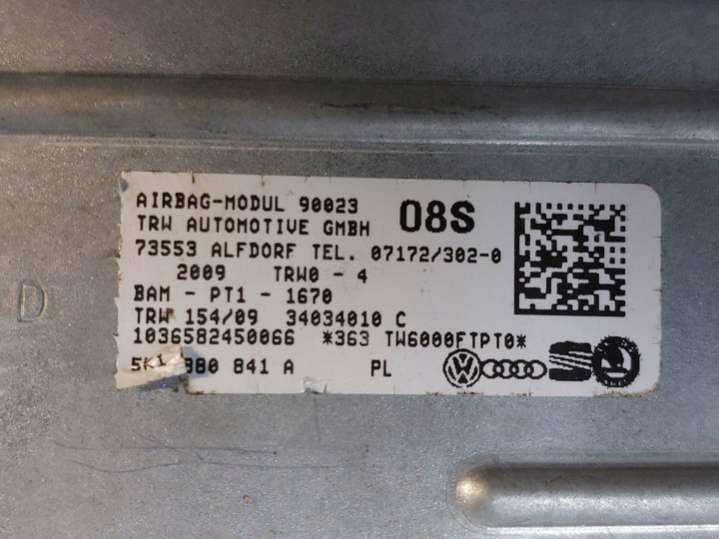 AIRBAG-MODUL 90023 08S
TRW AUTOMOTIVE GMBH
73553 ALFDORF TEL. 07172/302-0
2009 TRW0 - 4
BAM - PT1 - 1670
TRW 154/09 34034010 C
1036582450066 *363 TW6000FTPT0*
5K1 880 841 A PL
D